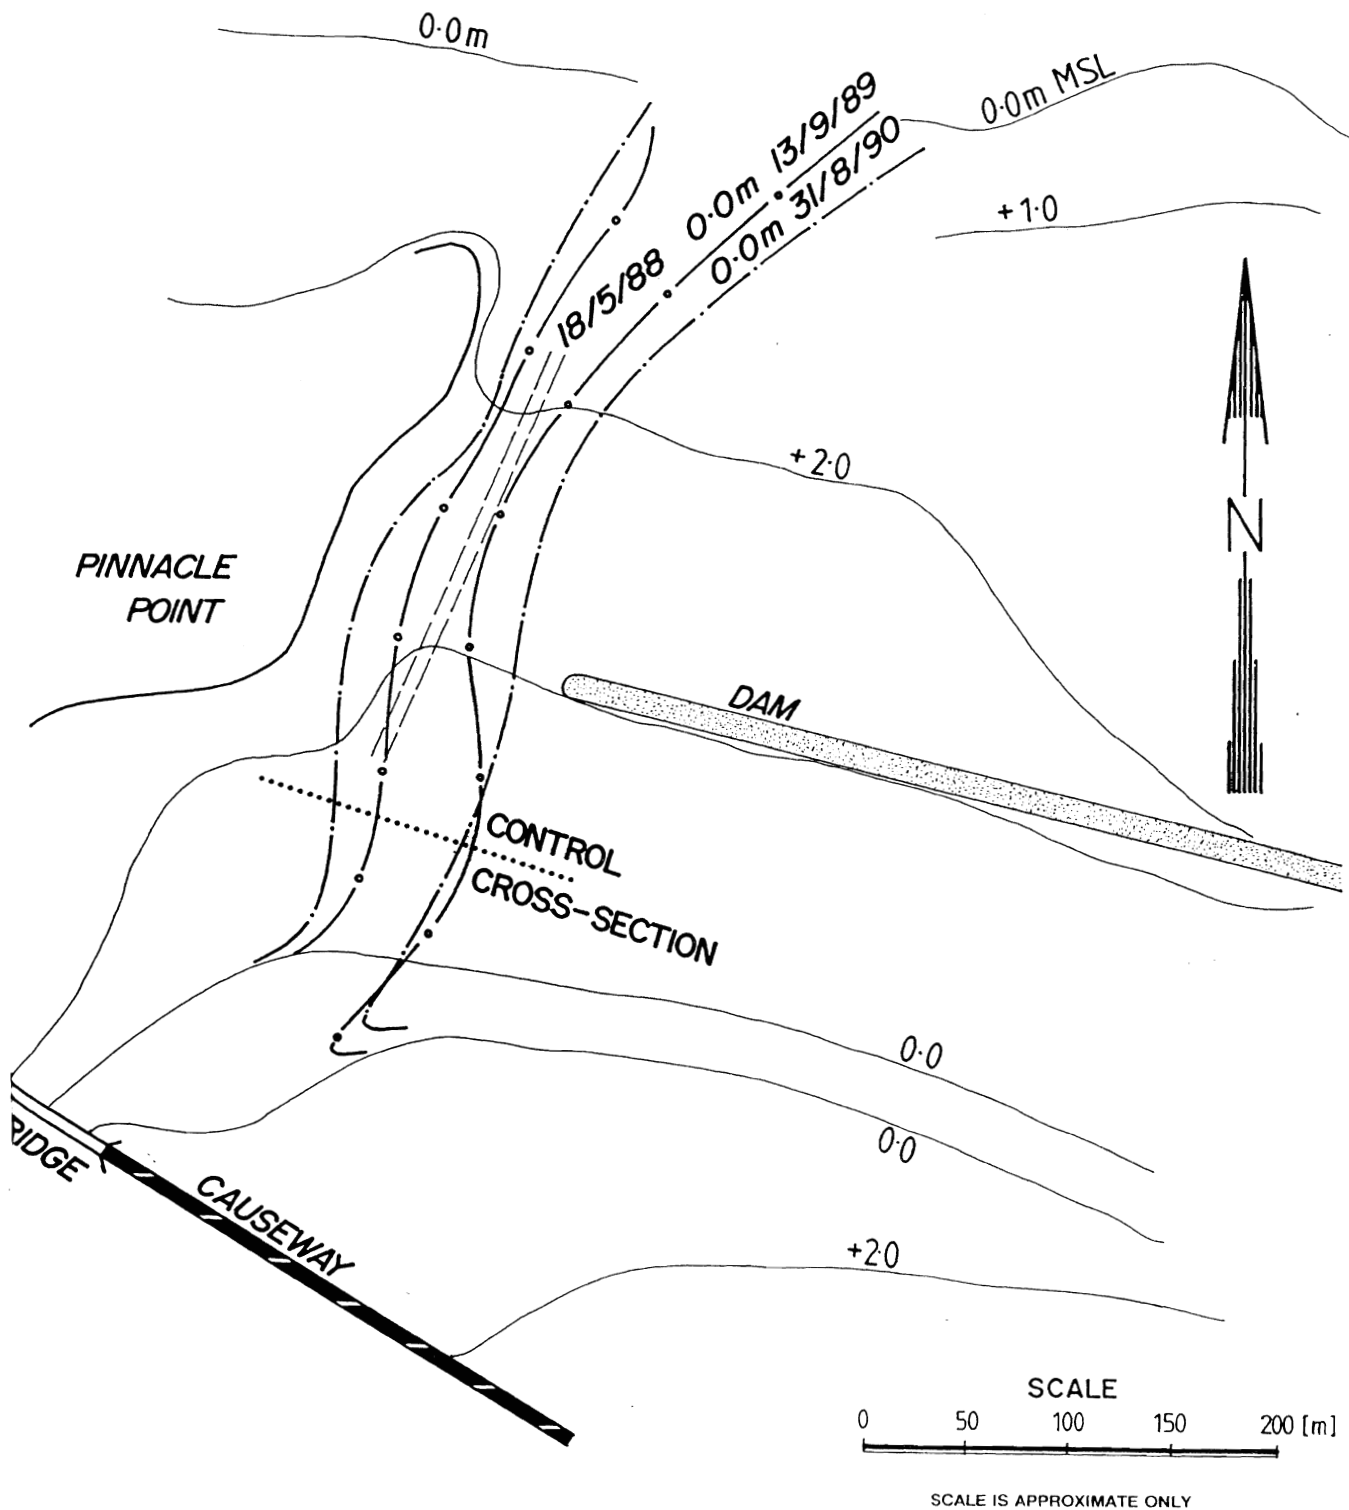 0·0m
0·0m MSL
0·0m 13/9/89
0·0m 31/8/90
+1·0
18/5/88
+2·0
N
PINNACLE
POINT
DAM
CONTROL
CROSS-SECTION
0·0
0·0
RIDGE
CAUSEWAY
+2·0
SCALE
0 50 100 150 200 [m]
SCALE IS APPROXIMATE ONLY